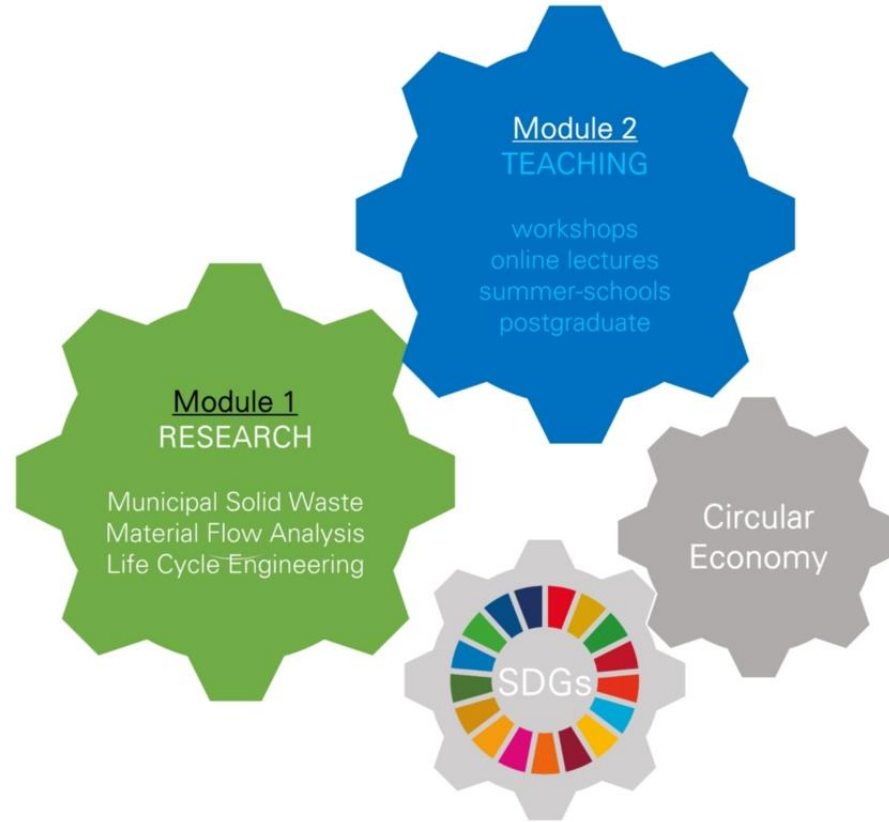 Module 2
TEACHING
workshops
online lectures
summer-schools
postgraduate
Module 1
RESEARCH
Municipal Solid Waste
Material Flow Analysis
Life Cycle Engineering
Circular
Economy
SDGs